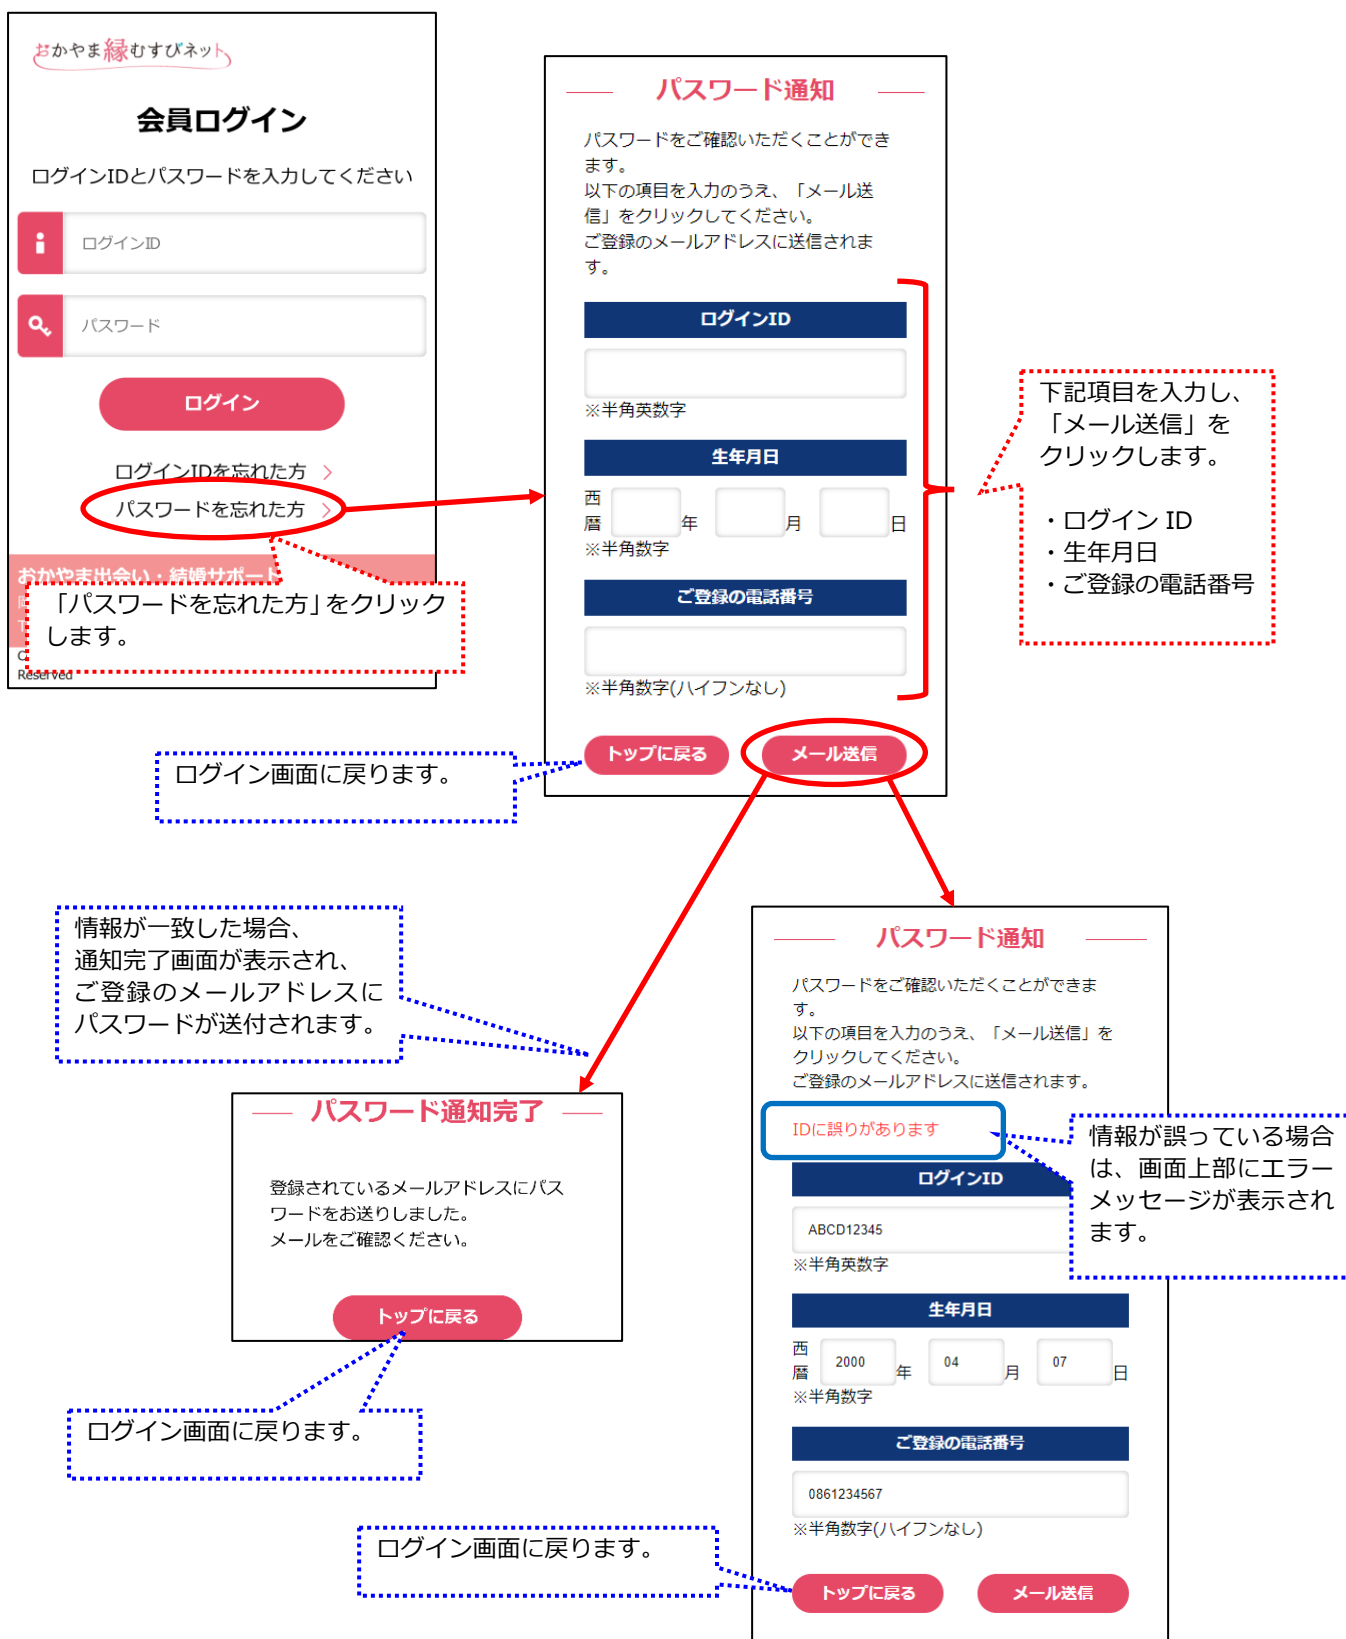 おかやま縁むすびネット
会員ログイン
ログインIDとパスワードを入力してください
ログインID
パスワード
ログイン
ログインIDを忘れた方
パスワードを忘れた方
おかやま出会い・結婚サポート
「パスワードを忘れた方」をクリック
します。
Reserved
パスワード通知
パスワードをご確認いただくことができ
ます。
以下の項目を入力のうえ、「メール送
信」をクリックしてください。
ご登録のメールアドレスに送信されま
す。
ログインID
※半角英数字
生年月日
西
暦 年 月 日
※半角数字
ご登録の電話番号
※半角数字(ハイフンなし)
トップに戻る メール送信
下記項目を入力し、
「メール送信」を
クリックします。
・ログイン ID
・生年月日
・ご登録の電話番号
ログイン画面に戻ります。
情報が一致した場合、
通知完了画面が表示され、
ご登録のメールアドレスに
パスワードが送付されます。
パスワード通知完了
登録されているメールアドレスにパス
ワードをお送りしました。
メールをご確認ください。
トップに戻る
ログイン画面に戻ります。
パスワード通知
パスワードをご確認いただくことができま
す。
以下の項目を入力のうえ、「メール送信」を
クリックしてください。
ご登録のメールアドレスに送信されます。
IDに誤りがあります
情報が誤っている場合
は、画面上部にエラー
メッセージが表示され
ます。
ログインID
ABCD12345
※半角英数字
生年月日
西
暦 2000 年 04 月 07 日
※半角数字
ご登録の電話番号
0861234567
※半角数字(ハイフンなし)
ログイン画面に戻ります。
トップに戻る メール送信